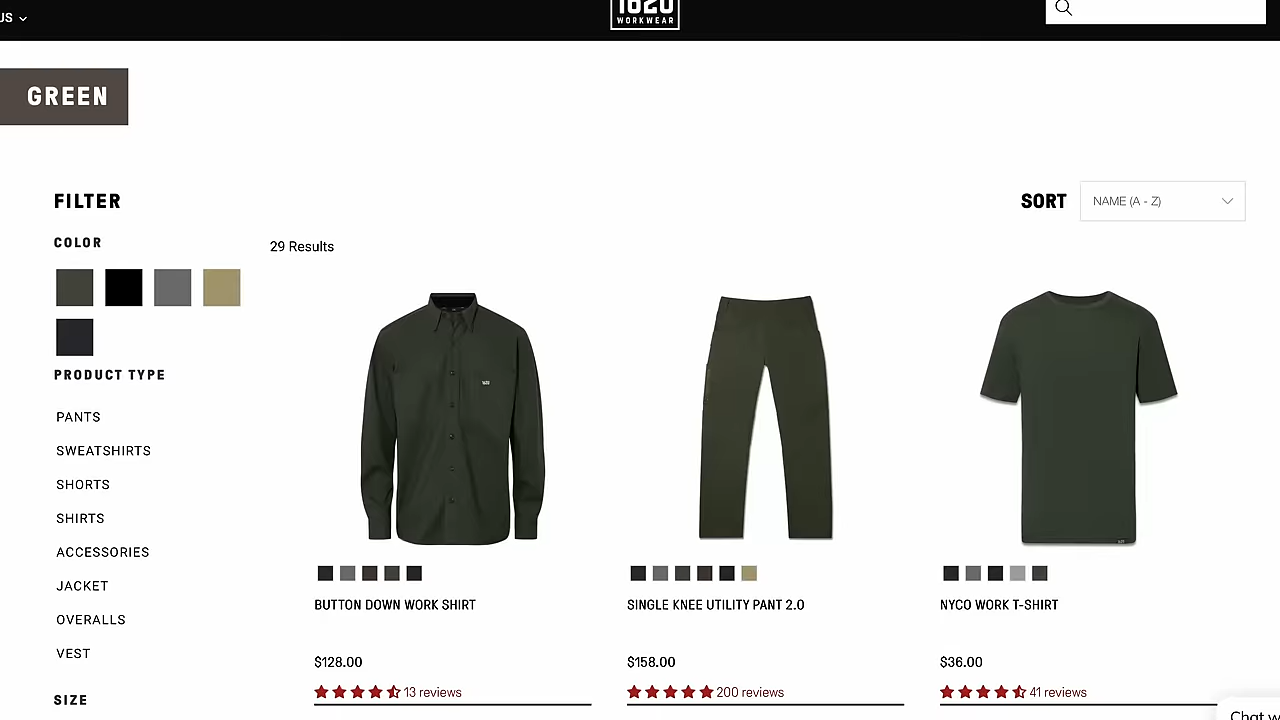 US
1620
WORKWEAR
GREEN
FILTER
SORT
NAME (A - Z)
COLOR
29 Results
PRODUCT TYPE
PANTS
SWEATSHIRTS
SHORTS
SHIRTS
ACCESSORIES
JACKET
OVERALLS
VEST
SIZE
BUTTON DOWN WORK SHIRT
$128.00
13 reviews
SINGLE KNEE UTILITY PANT 2.0
$158.00
200 reviews
NYCO WORK T-SHIRT
$36.00
41 reviews
Chat w